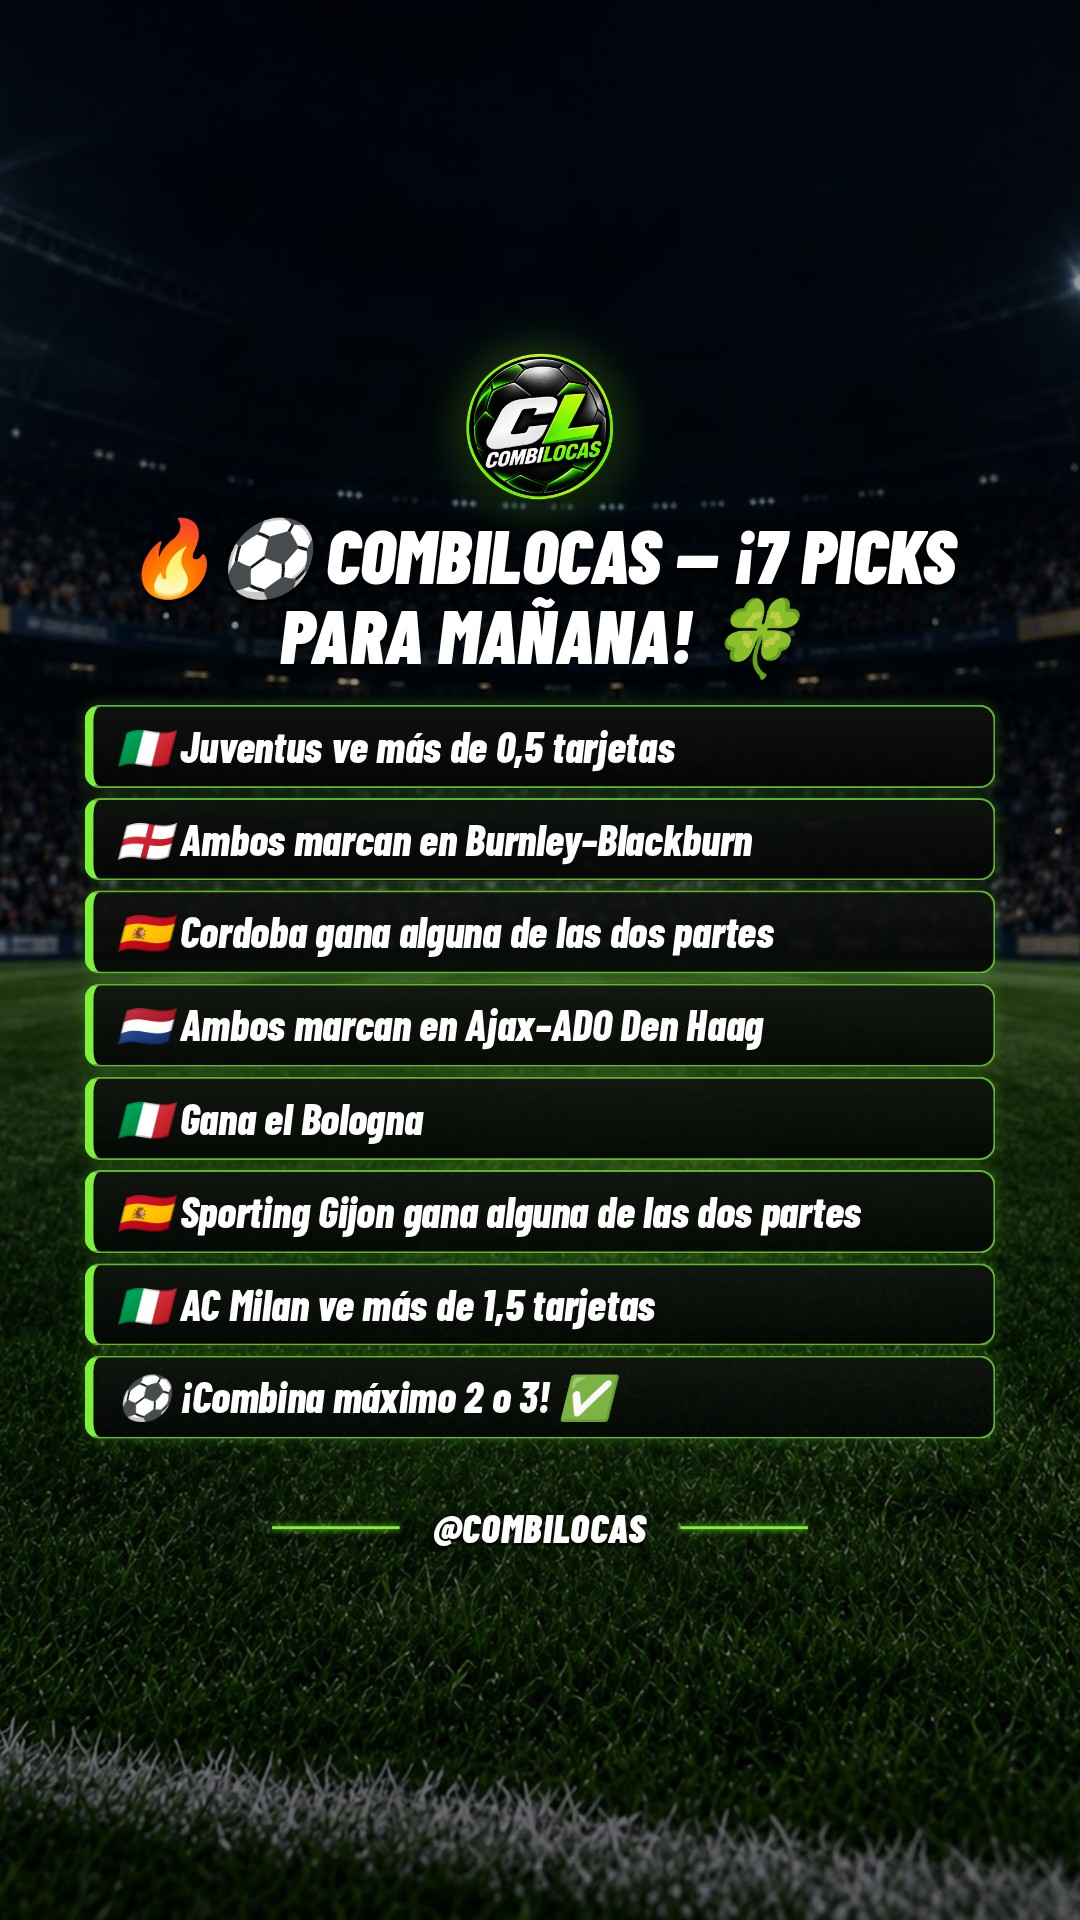 CL
COMBILOCAS
🔥⚽ COMBILOCAS – ¡7 PICKS
PARA MAÑANA! 🍀
🇮🇹 Juventus ve más de 0,5 tarjetas
🏴󠁧󠁢󠁥󠁮󠁧󠁿 Ambos marcan en Burnley–Blackburn
🇪🇸 Cordoba gana alguna de las dos partes
🇳🇱 Ambos marcan en Ajax–ADO Den Haag
🇮🇹 Gana el Bologna
🇪🇸 Sporting Gijon gana alguna de las dos partes
🇮🇹 AC Milan ve más de 1,5 tarjetas
⚽ ¡Combina máximo 2 o 3! ✅
@COMBILOCAS